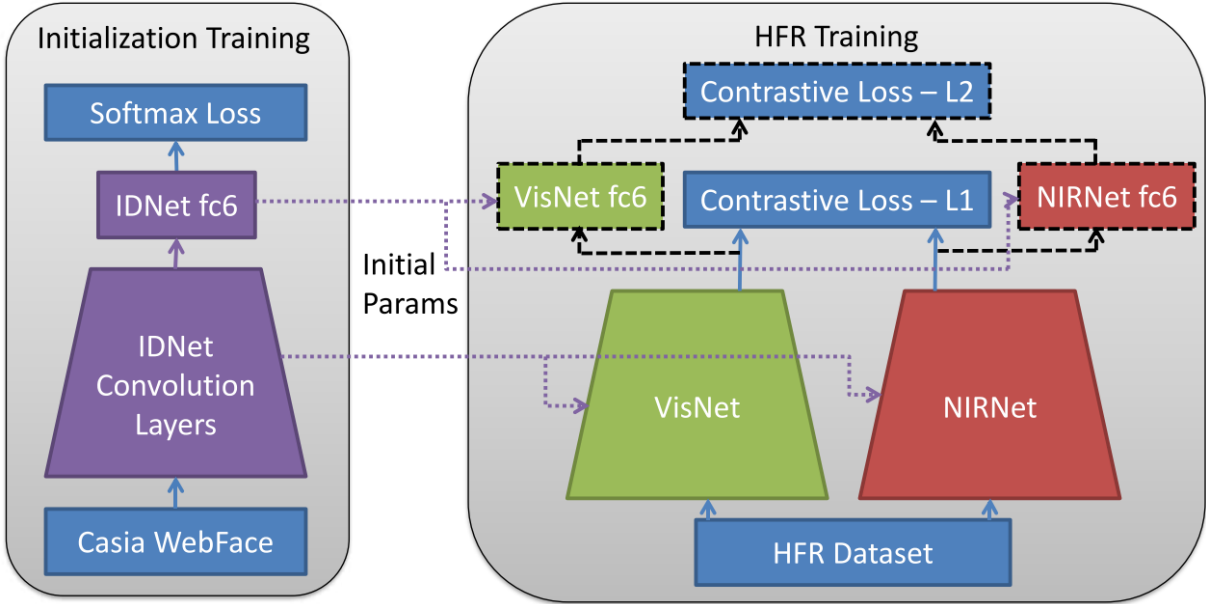 Initialization Training
Softmax Loss
IDNet fc6
IDNet
Convolution
Layers
Casia WebFace
Initial
Params
HFR Training
Contrastive Loss – L2
VisNet fc6
Contrastive Loss – L1
NIRNet fc6
VisNet
NIRNet
HFR Dataset